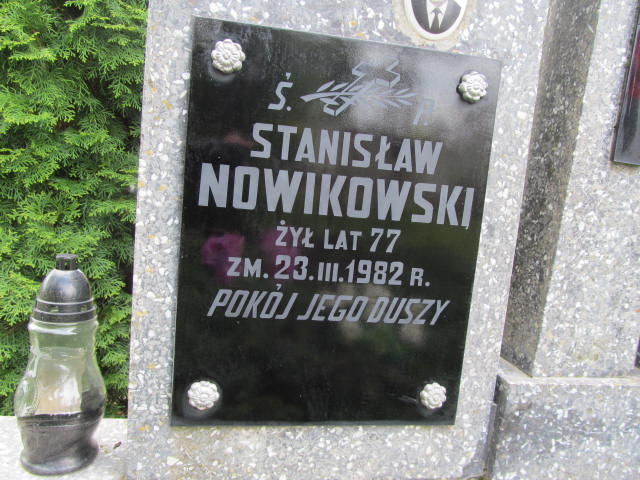 Ś. P.
STANISŁAW
NOWIKOWSKI
ŻYŁ LAT 77
ZM. 23.III.1982 R.
POKÓJ JEGO DUSZY